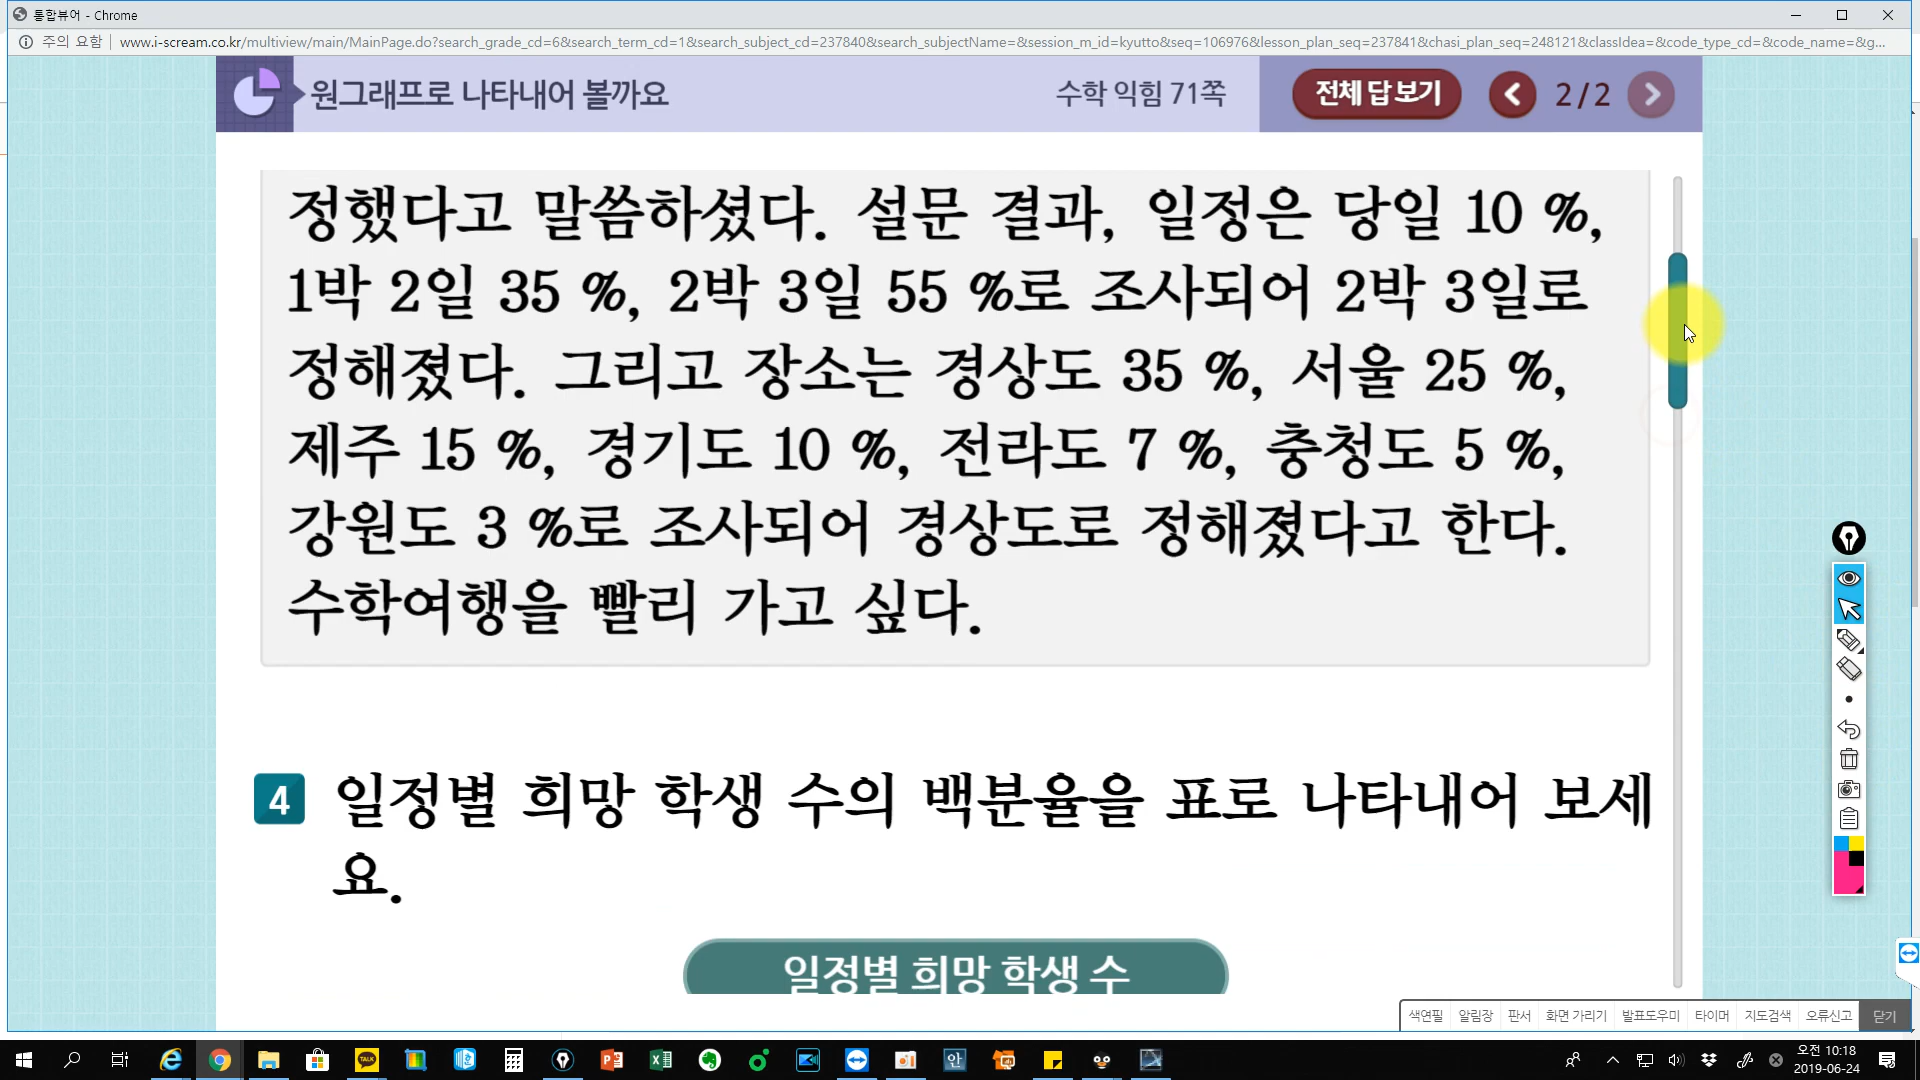 통합뷰어 - Chrome
주의 요함 | www.i-scream.co.kr/multiview/main/MainPage.do?search_grade_cd=6&search_term_cd=1&search_subject_cd=237840&search_subjectName=&session_m_id=kyutto&seq=106976&lesson_plan_seq=237841&chasi_plan_seq=248121&classIdea=&code_type_cd=&code_name=&g...
원그래프로 나타내어 볼까요 수학 익힘 71쪽 전체 답 보기 2 / 2
정했다고 말씀하셨다. 설문 결과, 일정은 당일 10 %,
1박 2일 35 %, 2박 3일 55 %로 조사되어 2박 3일로
정해졌다. 그리고 장소는 경상도 35 %, 서울 25 %,
제주 15 %, 경기도 10 %, 전라도 7 %, 충청도 5 %,
강원도 3 %로 조사되어 경상도로 정해졌다고 한다.
수학여행을 빨리 가고 싶다.
4 일정별 희망 학생 수의 백분율을 표로 나타내어 보세
요.
일정별 희망 학생 수
색연필 알림장 판서 화면 가리기 발표도우미 타이머 지도검색 오류신고 닫기
TALK 안
오전 10:18
2019-06-24